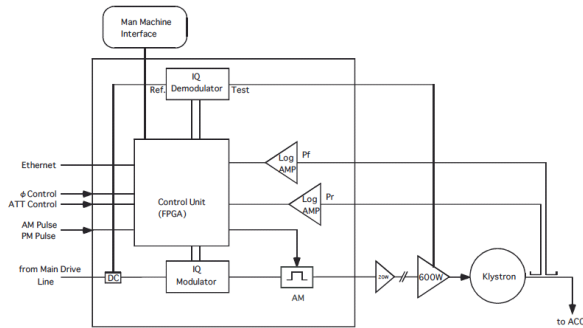 Man Machine
Interface
IQ
Demodulator
Ref.
Test
Log
AMP
Pf
Ethernet
Log
AMP
Pr
φ Control
ATT Control
Control Unit
(FPGA)
AM Pulse
PM Pulse
from Main Drive
Line
DC
IQ
Modulator
AM
20W
600W
Klystron
to ACC